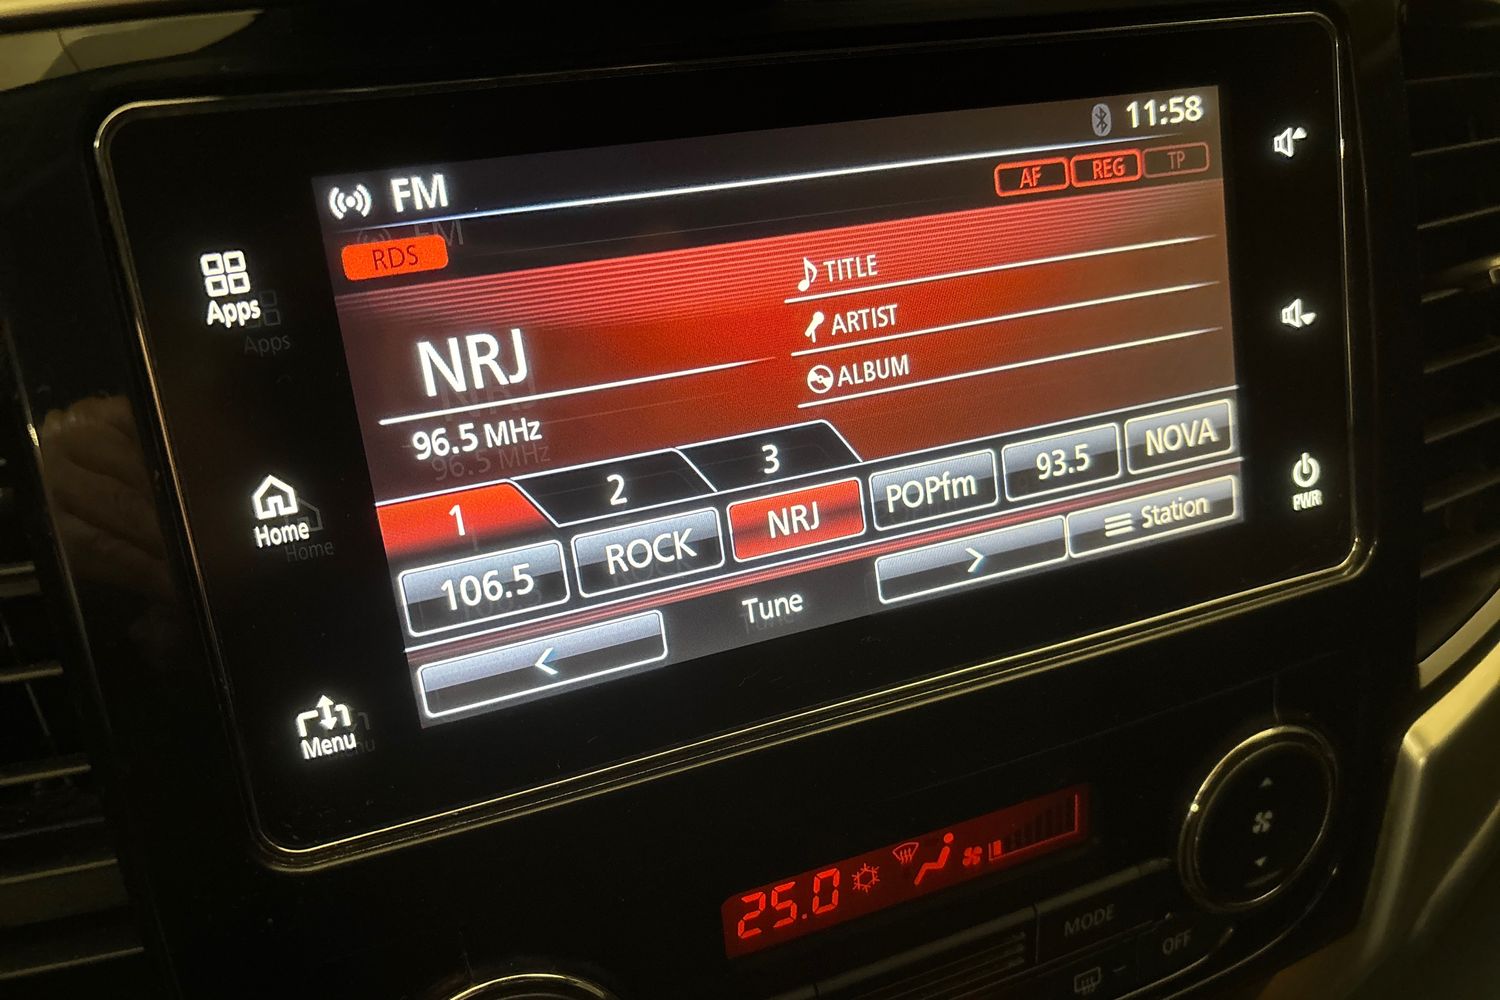 FM
11:58
AF REG TP
RDS
Apps
NRJ
96.5 MHz
TITLE
ARTIST
ALBUM
1 2 3
106.5 ROCK NRJ POPfm 93.5 NOVA
Tune
Station
Home
Menu
PWR
25.0
MODE
OFF